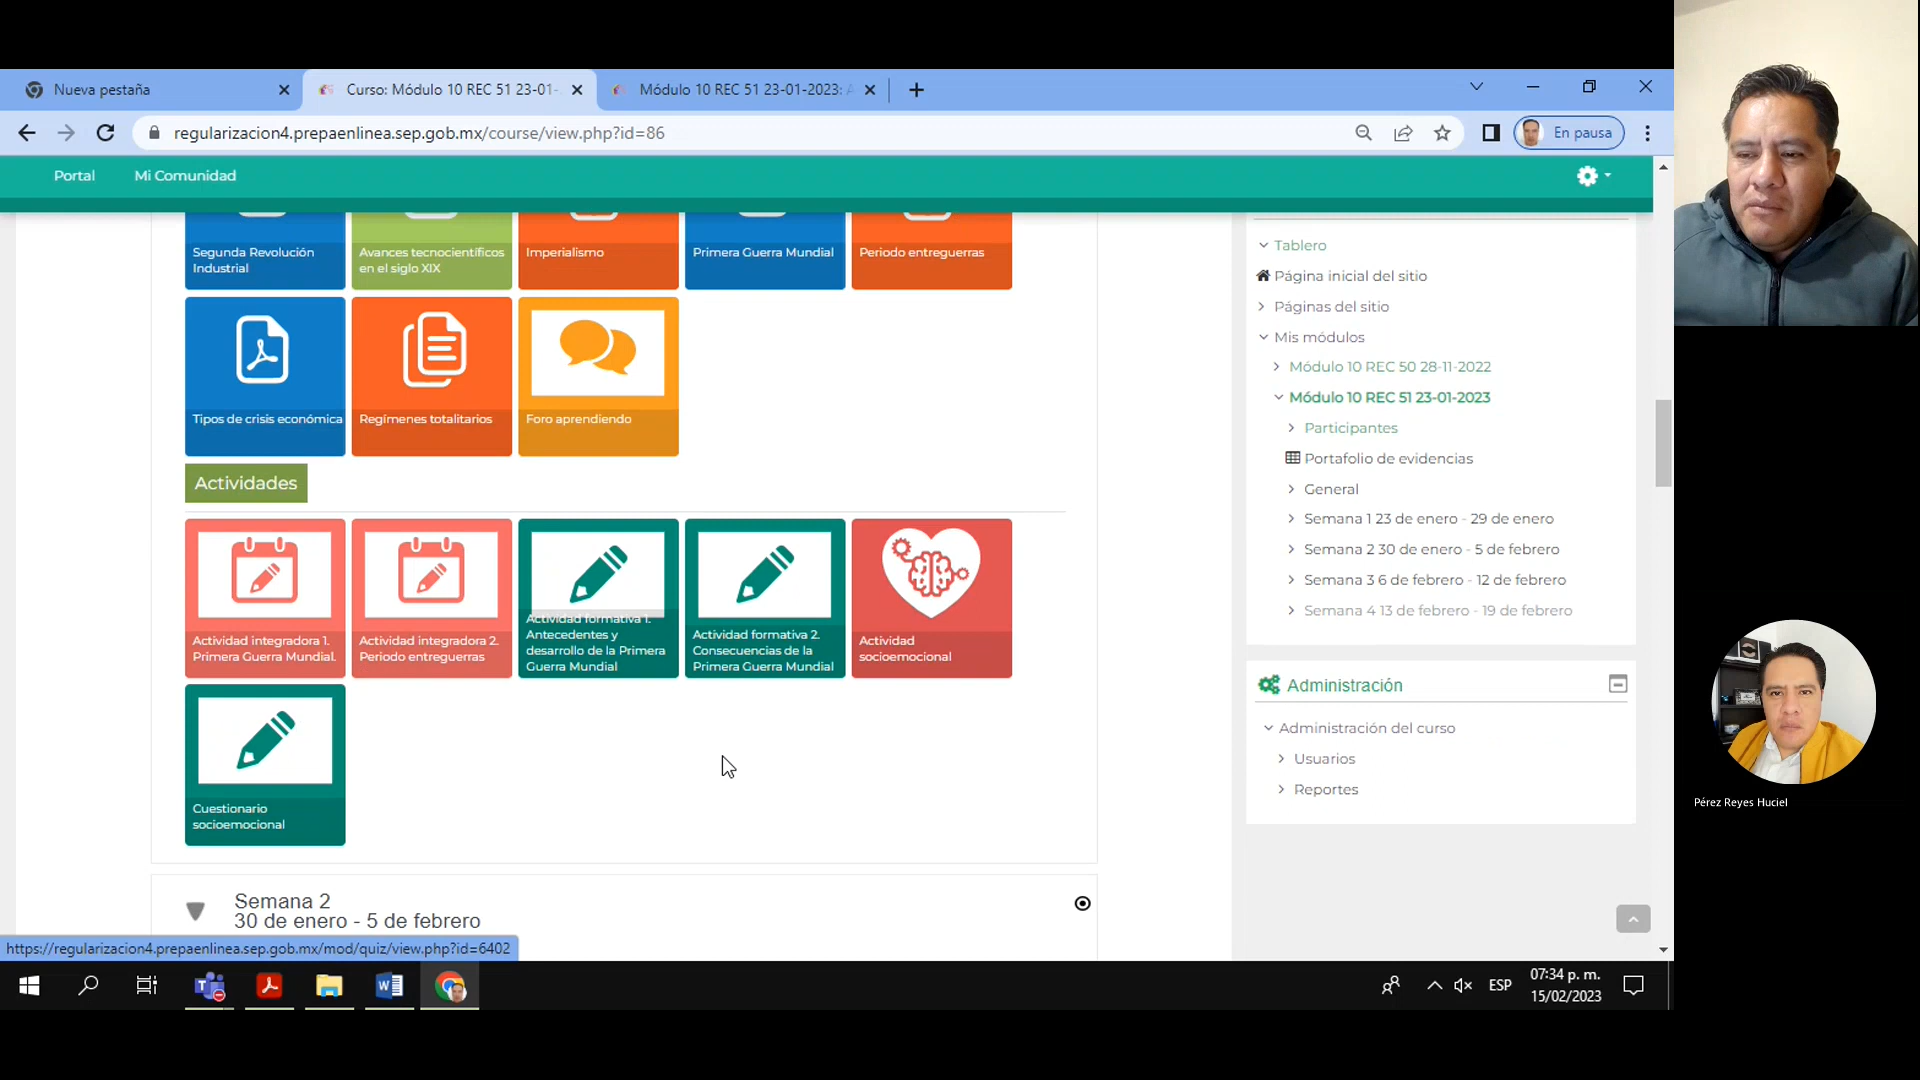 Nueva pestaña
Curso: Módulo 10 REC 51 23-01-
Módulo 10 REC 51 23-01-2023: A
regularizacion4.prepaenlinea.sep.gob.mx/course/view.php?id=86
En pausa
Portal
Mi Comunidad
Segunda Revolución
Industrial
Avances tecnocientíficos
en el siglo XIX
Imperialismo
Primera Guerra Mundial
Periodo entreguerras
Tipos de crisis económica
Regímenes totalitarios
Foro aprendiendo
Actividades
Actividad integradora 1.
Primera Guerra Mundial.
Actividad integradora 2.
Periodo entreguerras
Actividad formativa 1.
Antecedentes y
desarrollo de la Primera
Guerra Mundial
Actividad formativa 2.
Consecuencias de la
Primera Guerra Mundial
Actividad
socioemocional
Cuestionario
socioemocional
Semana 2
30 de enero - 5 de febrero
https://regularizacion4.prepaenlinea.sep.gob.mx/mod/quiz/view.php?id=6402
Tablero
Página inicial del sitio
Páginas del sitio
Mis módulos
Módulo 10 REC 50 28-11-2022
Módulo 10 REC 51 23-01-2023
Participantes
Portafolio de evidencias
General
Semana 1 23 de enero - 29 de enero
Semana 2 30 de enero - 5 de febrero
Semana 3 6 de febrero - 12 de febrero
Semana 4 13 de febrero - 19 de febrero
Administración
Administración del curso
Usuarios
Reportes
ESP
07:34 p. m.
15/02/2023
Pérez Reyes Huciel